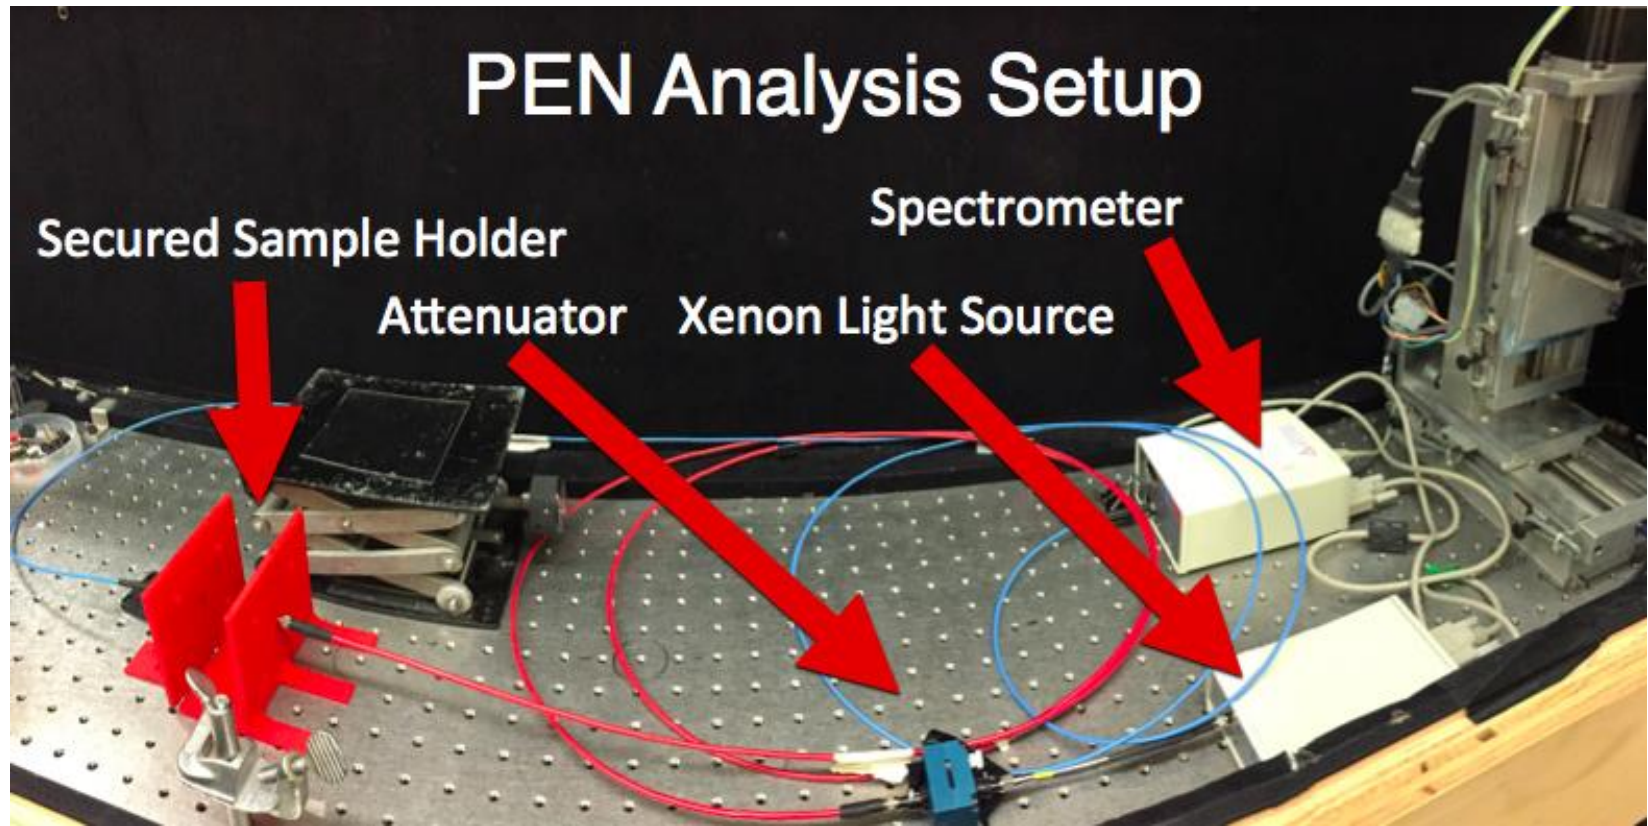 PEN Analysis Setup
Spectrometer
Secured Sample Holder
Attenuator
Xenon Light Source